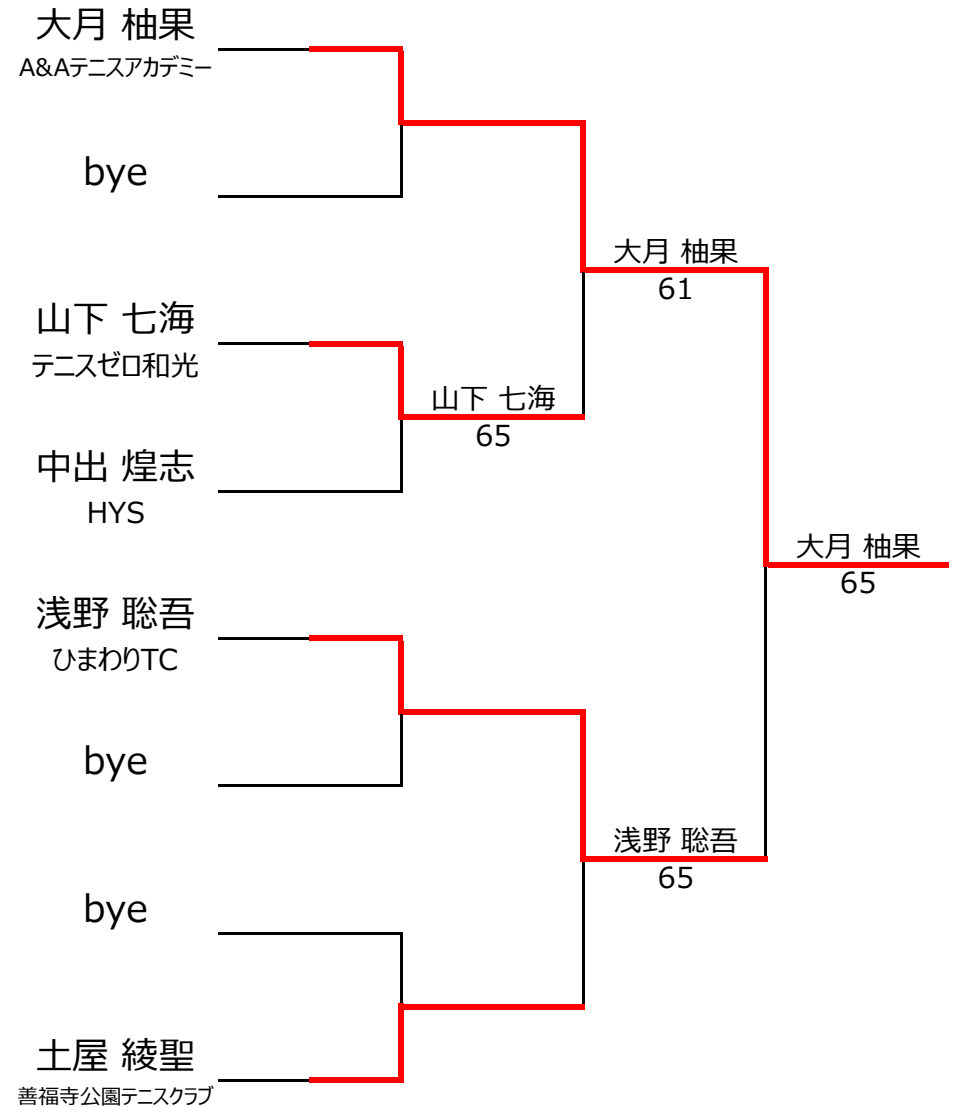 大月 柚果
A&Aテニスアカデミー
bye
大月 柚果
61
山下 七海
テニスゼロ和光
山下 七海
65
中出 煌志
HYS
大月 柚果
65
浅野 聡吾
ひまわりTC
bye
浅野 聡吾
65
bye
土屋 綾聖
善福寺公園テニスクラブ